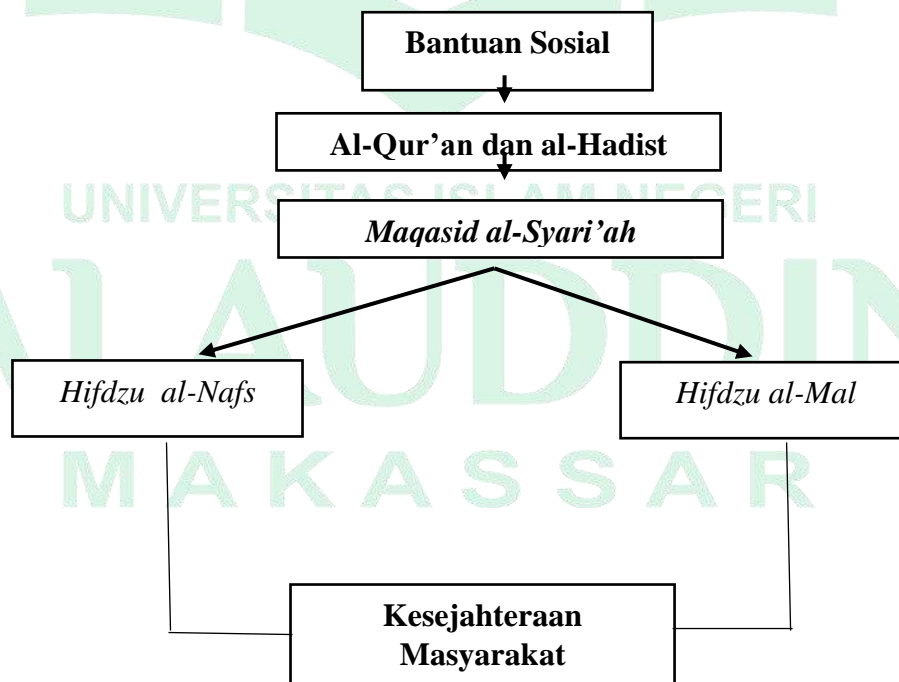 Bantuan Sosial
Al-Qur’an dan al-Hadist
UNIVERSITAS ISLAM NEGERI
Maqasid al-Syari’ah
ALAUDDIN
Hifdzu al-Nafs
Hifdzu al-Mal
MAKASSAR
Kesejahteraan
Masyarakat